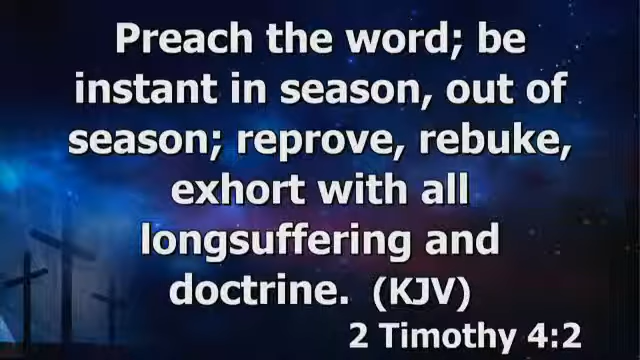 Preach the word; be
instant in season, out of
season; reprove, rebuke,
exhort with all
longsuffering and
doctrine. (KJV)
2 Timothy 4:2